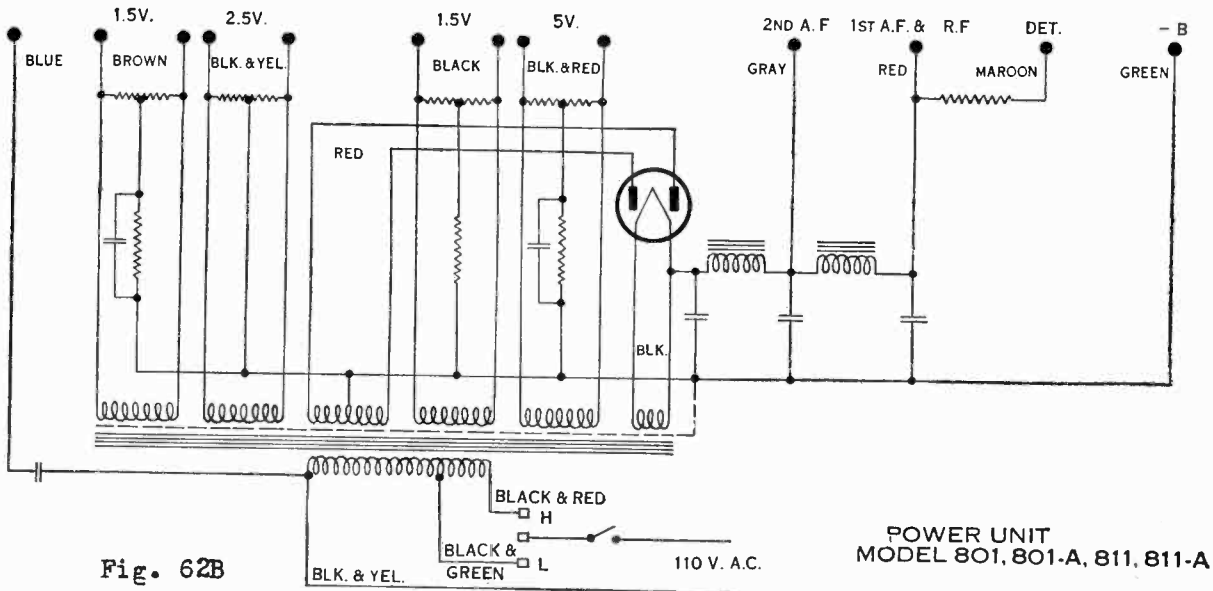 1.5V. 2.5V. 1.5V 5V. 2ND A.F 1ST A.F. & R.F DET. – B
BLUE BROWN BLK. & YEL. BLACK BLK. & RED GRAY RED MAROON GREEN
RED
BLK.
BLACK & RED
H
BLACK &
GREEN
L
110 V. A.C.
BLK. & YEL.
Fig. 62B
POWER UNIT
MODEL 801, 801-A, 811, 811-A